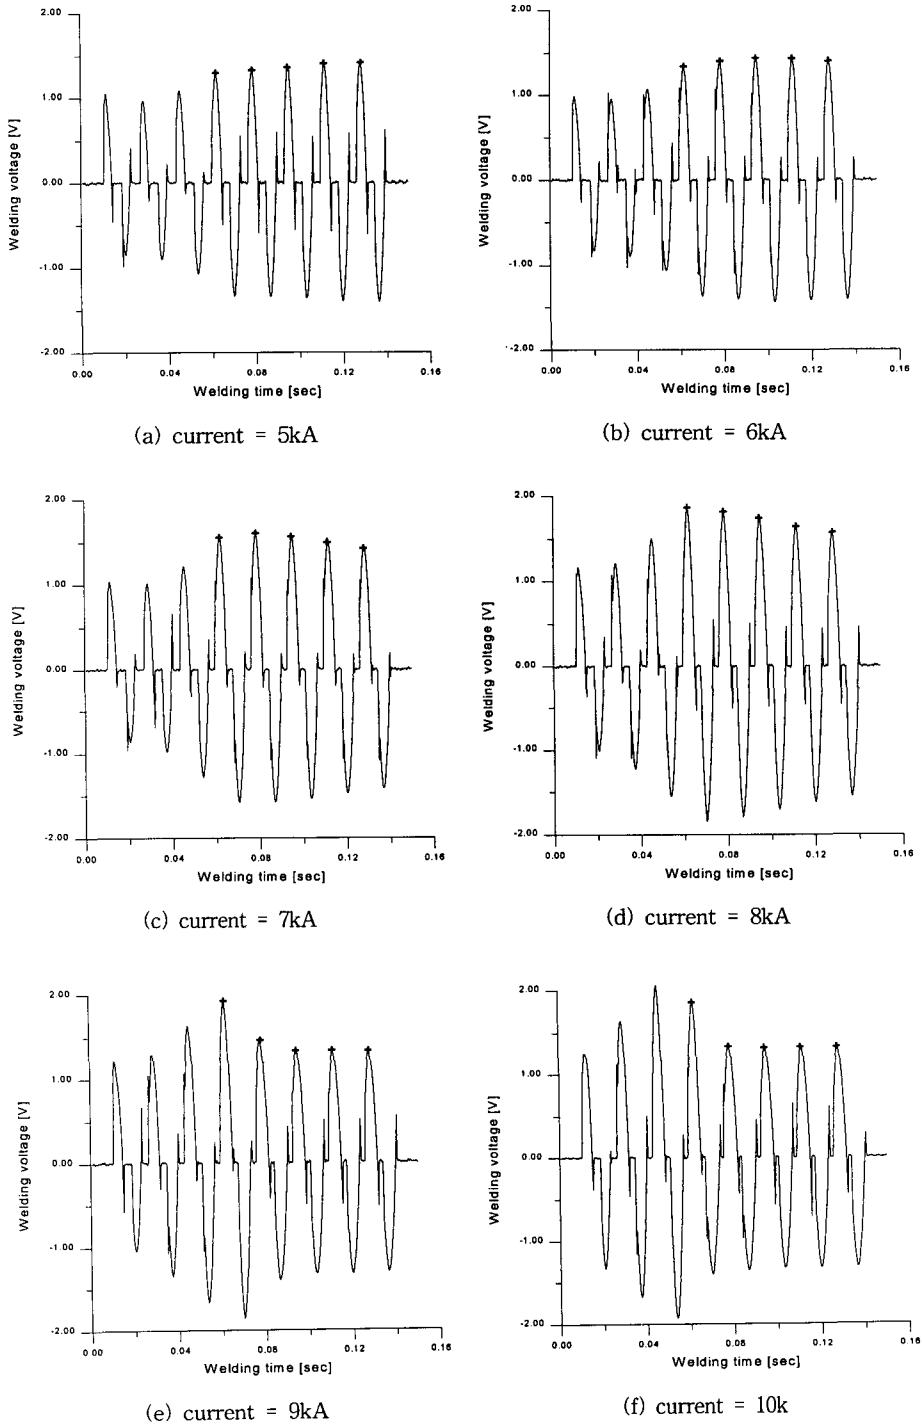 2.00
1.00
0.00
-1.00
-2.00
Welding voltage [V]
0.00 0.04 0.08 0.12 0.16
Welding time [sec]
(a) current = 5kA
2.00
1.00
0.00
-1.00
-2.00
Welding voltage [V]
0.00 0.04 0.08 0.12 0.16
Welding time [sec]
(b) current = 6kA
2.00
1.00
0.00
-1.00
-2.00
Welding voltage [V]
0.00 0.04 0.08 0.12 0.16
Welding time [sec]
(c) current = 7kA
2.00
1.00
0.00
-1.00
-2.00
Welding voltage [V]
0.00 0.04 0.08 0.12 0.16
Welding time [sec]
(d) current = 8kA
2.00
1.00
0.00
-1.00
-2.00
Welding voltage [V]
0.00 0.04 0.08 0.12 0.16
Welding time [sec]
(e) current = 9kA
2.00
1.00
0.00
-1.00
-2.00
Welding voltage [V]
0.00 0.04 0.08 0.12 0.16
Welding time [sec]
(f) current = 10k